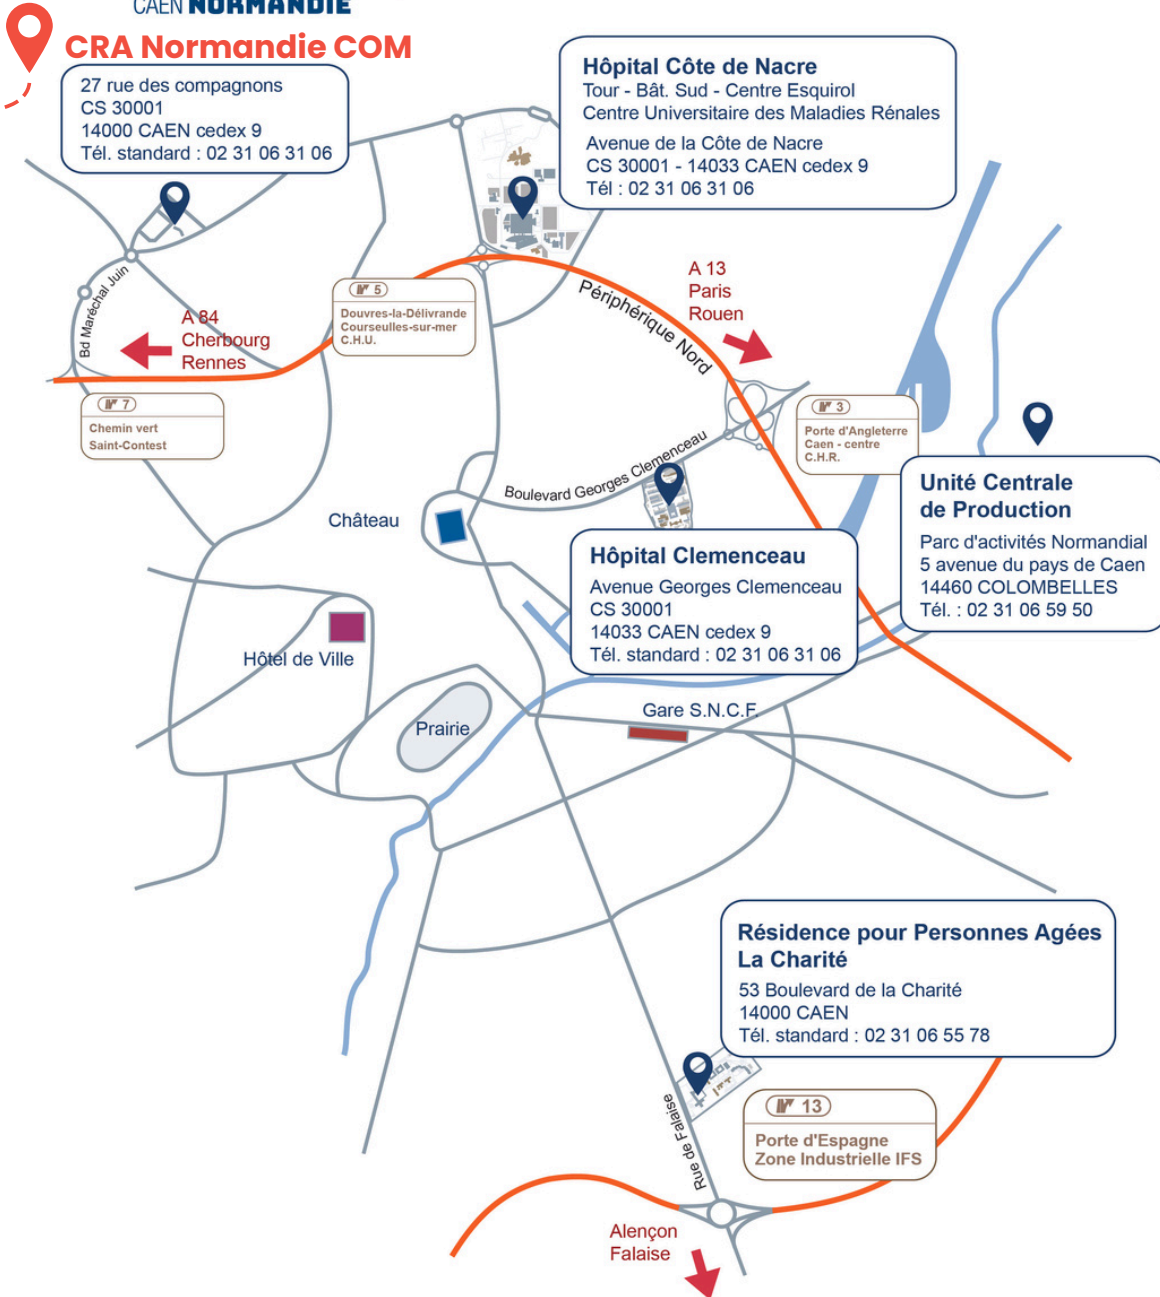 CAEN NORMANDIE
CRA Normandie COM
27 rue des compagnons
CS 30001
14000 CAEN cedex 9
Tél. standard : 02 31 06 31 06
Hôpital Côte de Nacre
Tour - Bât. Sud - Centre Esquirol
Centre Universitaire des Maladies Rénales
Avenue de la Côte de Nacre
CS 30001 - 14033 CAEN cedex 9
Tél : 02 31 06 31 06
Bd Maréchal Juin
A 84
Cherbourg
Rennes
5
Douvres-la-Délivrande
Courseulles-sur-mer
C.H.U.
Périphérique Nord
A 13
Paris
Rouen
7
Chemin vert
Saint-Contest
3
Porte d'Angleterre
Caen - centre
C.H.R.
Boulevard Georges Clemenceau
Château
Unité Centrale
de Production
Parc d'activités Normandial
5 avenue du pays de Caen
14460 COLOMBELLES
Tél. : 02 31 06 59 50
Hôpital Clemenceau
Avenue Georges Clemenceau
CS 30001
14033 CAEN cedex 9
Tél. standard : 02 31 06 31 06
Hôtel de Ville
Prairie
Gare S.N.C.F.
Résidence pour Personnes Agées
La Charité
53 Boulevard de la Charité
14000 CAEN
Tél. standard : 02 31 06 55 78
Rue de Falaise
13
Porte d'Espagne
Zone Industrielle IFS
Alençon
Falaise